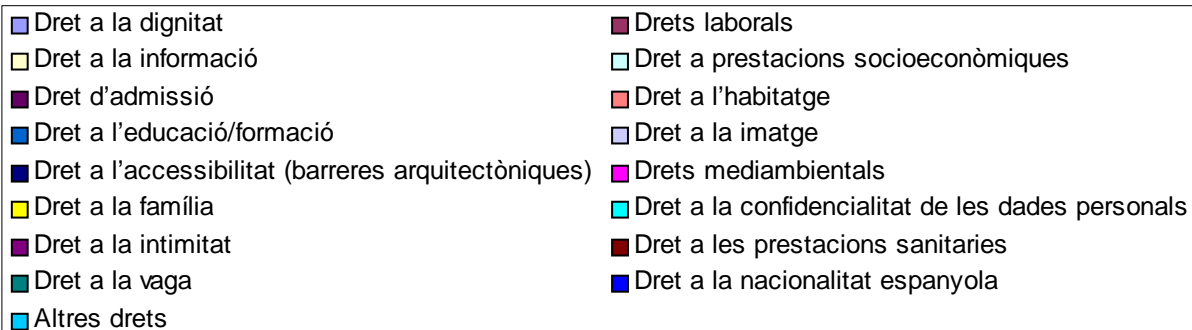 Dret a la dignitat
Drets laborals
Dret a la informació
Dret a prestacions socioeconòmiques
Dret d'admissió
Dret a l'habitatge
Dret a l'educació/formació
Dret a la imatge
Dret a l'accessibilitat (barreres arquitectòniques)
Drets mediambientals
Dret a la família
Dret a la confidencialitat de les dades personals
Dret a la intimitat
Dret a les prestacions sanitaries
Dret a la vaga
Dret a la nacionalitat espanyola
Altres drets